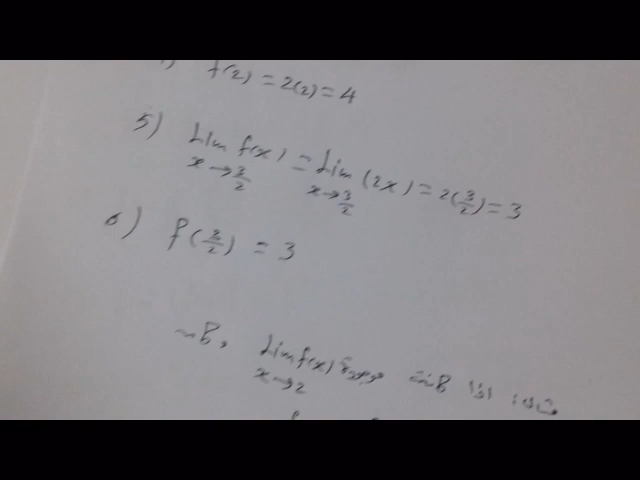 f(2) = 2(2) = 4
5) Lim f(x) = Lim (2x) = 2(3/2) = 3
x→3/2 x→3/2
6) f(3/2) = 3
Lim f(x)
x→2